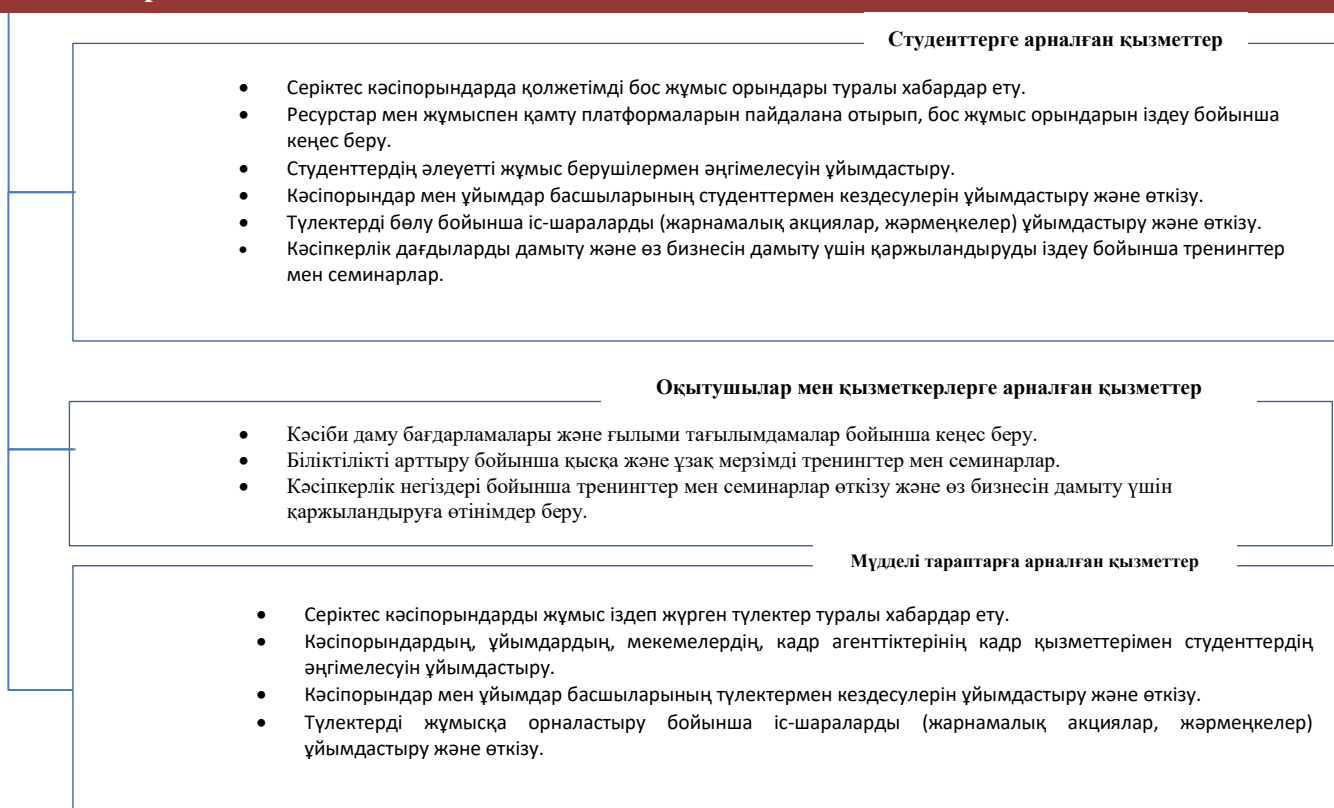 Студенттерге арналған қызметтер
• Серіктес кәсіпорындарда қолжетімді бос жұмыс орындары туралы хабардар ету.
• Ресурстар мен жұмыспен қамту платформаларын пайдалана отырып, бос жұмыс орындарын іздеу бойынша
кеңес беру.
• Студенттердің әлеуетті жұмыс берушілермен әңгімелесуін ұйымдастыру.
• Кәсіпорындар мен ұйымдар басшыларының студенттермен кездесулерін ұйымдастыру және өткізу.
• Түлектерді бөлу бойынша іс-шараларды (жарнамалық акциялар, жәрмеңкелер) ұйымдастыру және өткізу.
• Кәсіпкерлік дағдыларды дамыту және өз бизнесін дамыту үшін қаржыландыруды іздеу бойынша тренингтер
мен семинарлар.
Оқытушылар мен қызметкерлерге арналған қызметтер
• Кәсіби даму бағдарламалары және ғылыми тағылымдамалар бойынша кеңес беру.
• Біліктілікті арттыру бойынша қысқа және ұзақ мерзімді тренингтер мен семинарлар.
• Кәсіпкерлік негіздері бойынша тренингтер мен семинарлар өткізу және өз бизнесін дамыту үшін
қаржыландыруға өтінімдер беру.
Мүдделі тараптарға арналған қызметтер
• Серіктес кәсіпорындарды жұмыс іздеп жүрген түлектер туралы хабардар ету.
• Кәсіпорындардың, ұйымдардың, мекемелердің, кадр агенттіктерінің кадр қызметтерімен студенттердің
әңгімелесуін ұйымдастыру.
• Кәсіпорындар мен ұйымдар басшыларының түлектермен кездесулерін ұйымдастыру және өткізу.
• Түлектерді жұмысқа орналастыру бойынша іс-шараларды (жарнамалық акциялар, жәрмеңкелер)
ұйымдастыру және өткізу.